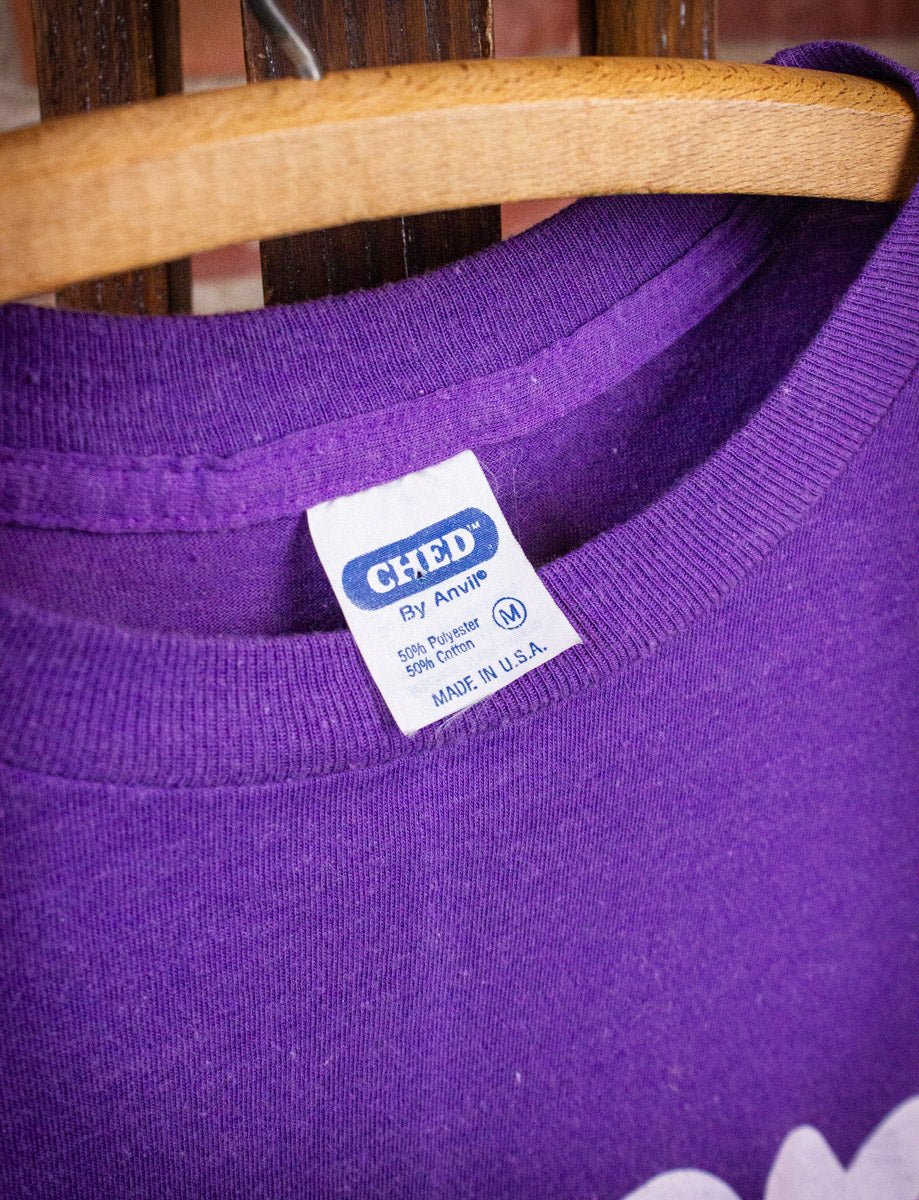 CHED™
By Anvil®
50% Polyester
50% Cotton
M
MADE IN U.S.A.